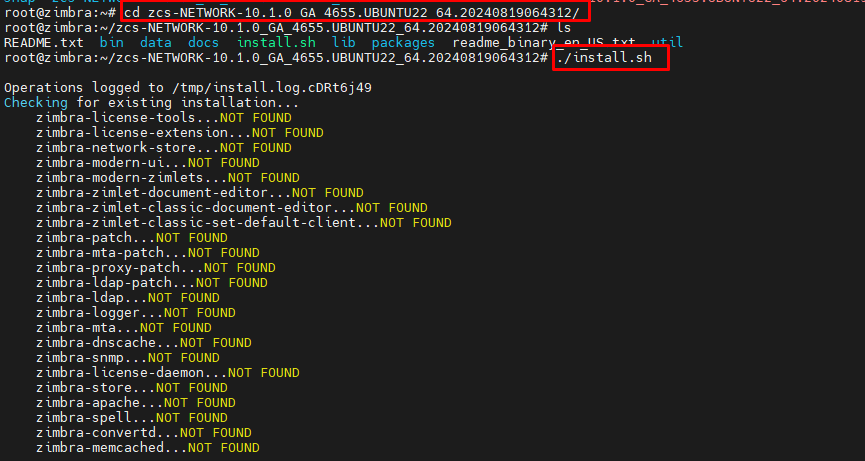 root@zimbra:~# cd zcs-NETWORK-10.1.0_GA_4655.UBUNTU22_64.20240819064312/
root@zimbra:~/zcs-NETWORK-10.1.0_GA_4655.UBUNTU22_64.20240819064312# ls
README.txt bin data docs install.sh lib packages readme_binary_en_US.txt util
root@zimbra:~/zcs-NETWORK-10.1.0_GA_4655.UBUNTU22_64.20240819064312# ./install.sh
Operations logged to /tmp/install.log.cDRt6j49
Checking for existing installation...
zimbra-license-tools...NOT FOUND
zimbra-license-extension...NOT FOUND
zimbra-network-store...NOT FOUND
zimbra-modern-ui...NOT FOUND
zimbra-modern-zimlets...NOT FOUND
zimbra-zimlet-document-editor...NOT FOUND
zimbra-zimlet-classic-document-editor...NOT FOUND
zimbra-zimlet-classic-set-default-client...NOT FOUND
zimbra-patch...NOT FOUND
zimbra-mta-patch...NOT FOUND
zimbra-proxy-patch...NOT FOUND
zimbra-ldap-patch...NOT FOUND
zimbra-ldap...NOT FOUND
zimbra-logger...NOT FOUND
zimbra-mta...NOT FOUND
zimbra-dnscache...NOT FOUND
zimbra-snmp...NOT FOUND
zimbra-license-daemon...NOT FOUND
zimbra-store...NOT FOUND
zimbra-apache...NOT FOUND
zimbra-spell...NOT FOUND
zimbra-convertd...NOT FOUND
zimbra-memcached...NOT FOUND